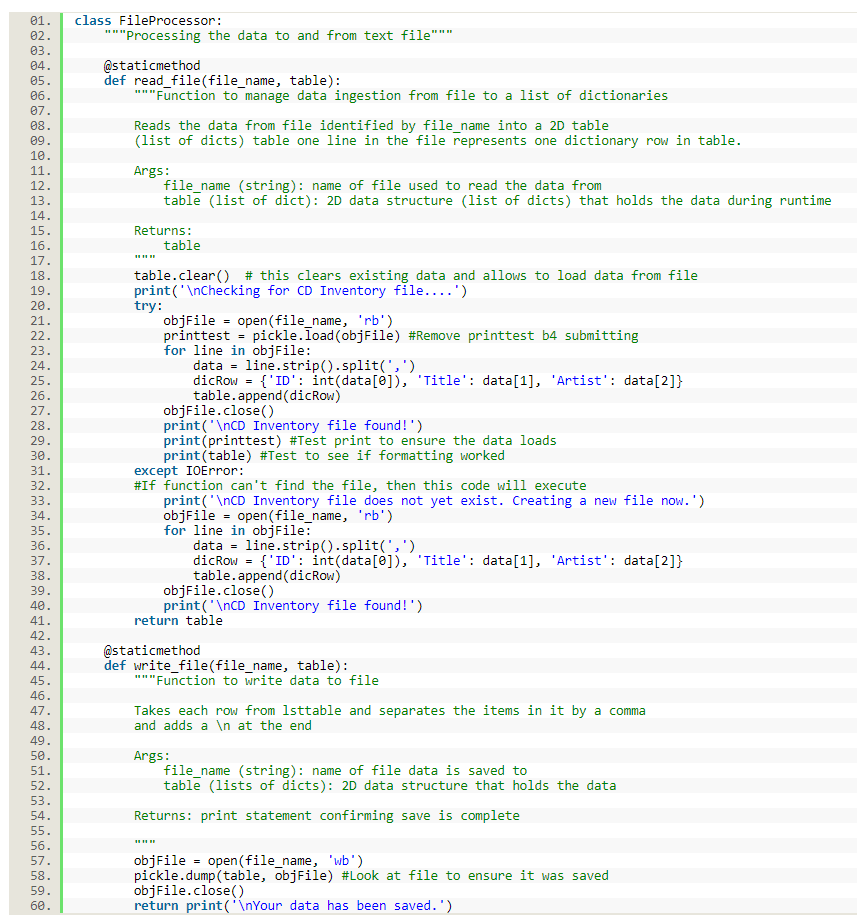 01. class FileProcessor:
02.     """Processing the data to and from text file"""
03.
04.     @staticmethod
05.     def read_file(file_name, table):
06.         """Function to manage data ingestion from file to a list of dictionaries
07.
08.         Reads the data from file identified by file_name into a 2D table
09.         (list of dicts) table one line in the file represents one dictionary row in table.
10.
11.         Args:
12.             file_name (string): name of file used to read the data from
13.             table (list of dict): 2D data structure (list of dicts) that holds the data during runtime
14.
15.         Returns:
16.             table
17.         """
18.         table.clear()  # this clears existing data and allows to load data from file
19.         print('\nChecking for CD Inventory file....')
20.         try:
21.             objFile = open(file_name, 'rb')
22.             printtest = pickle.load(objFile) #Remove printtest b4 submitting
23.             for line in objFile:
24.                 data = line.strip().split(',')
25.                 dicRow = {'ID': int(data[0]), 'Title': data[1], 'Artist': data[2]}
26.                 table.append(dicRow)
27.             objFile.close()
28.             print('\nCD Inventory file found!')
29.             print(printtest) #Test print to ensure the data loads
30.             print(table) #Test to see if formatting worked
31.         except IOError:
32.         #If function can't find the file, then this code will execute
33.             print('\nCD Inventory file does not yet exist. Creating a new file now.')
34.             objFile = open(file_name, 'rb')
35.             for line in objFile:
36.                 data = line.strip().split(',')
37.                 dicRow = {'ID': int(data[0]), 'Title': data[1], 'Artist': data[2]}
38.                 table.append(dicRow)
39.             objFile.close()
40.             print('\nCD Inventory file found!')
41.         return table
42.
43.     @staticmethod
44.     def write_file(file_name, table):
45.         """Function to write data to file
46.
47.         Takes each row from lsttable and separates the items in it by a comma
48.         and adds a \n at the end
49.
50.         Args:
51.             file_name (string): name of file data is saved to
52.             table (lists of dicts): 2D data structure that holds the data
53.
54.         Returns: print statement confirming save is complete
55.
56.         """
57.         objFile = open(file_name, 'wb')
58.         pickle.dump(table, objFile) #Look at file to ensure it was saved
59.         objFile.close()
60.         return print('\nYour data has been saved.')